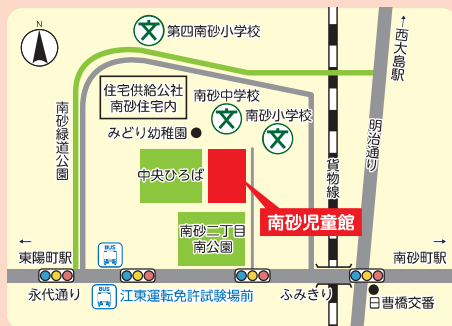 N
文
第四南砂小学校
↑
西大島駅
住宅供給公社
南砂住宅内
南砂中学校
文
南砂小学校
文
みどり幼稚園
南砂緑道公園
明治通り
貨物線
中央ひろば
南砂児童館
南砂二丁目
南公園
←
東陽町駅
BUS
→
南砂町駅
永代通り
BUS
江東運転免許試験場前
ふみきり
日曹橋交番